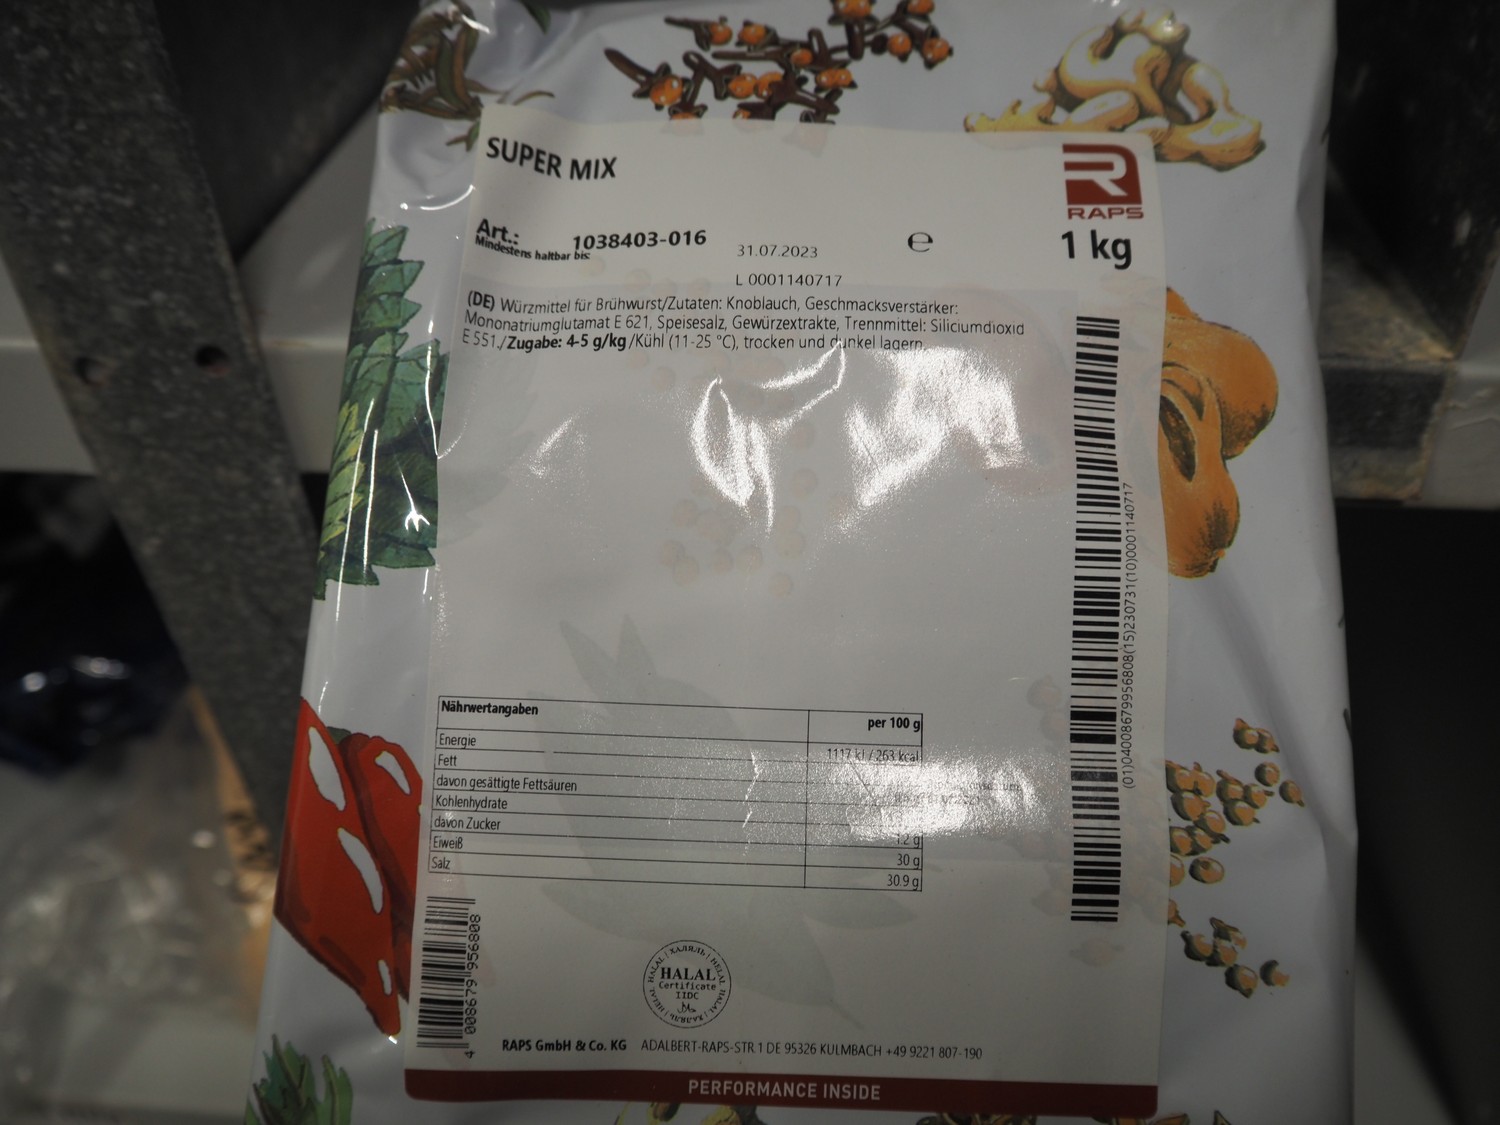 SUPER MIX
RAPS
Art.: 1038403-016
1 kg
Mindestens haltbar bis: 31.07.2023 e
L 0001140717
(DE) Würzmittel für Brühwurst/Zutaten: Knoblauch, Geschmacksverstärker:
Mononatriumglutamat E 621, Speisesalz, Gewürzextrakte, Trennmittel: Siliciumdioxid
E 551./Zugabe: 4-5 g/kg/Kühl (11-25 °C), trocken und dunkel lagern.
(01)04008679956808(15)230731(10)0001140717
Nährwertangaben per 100 g
Energie 1117 kJ / 263 kcal
Fett
davon gesättigte Fettsäuren
Kohlenhydrate
davon Zucker
Eiweiß 30 g
Salz 30.9 g
4 008679 956808
HALAL
Certificate
IIDC
RAPS GmbH & Co. KG ADALBERT-RAPS-STR.1 DE 95326 KULMBACH +49 9221 807-190
PERFORMANCE INSIDE